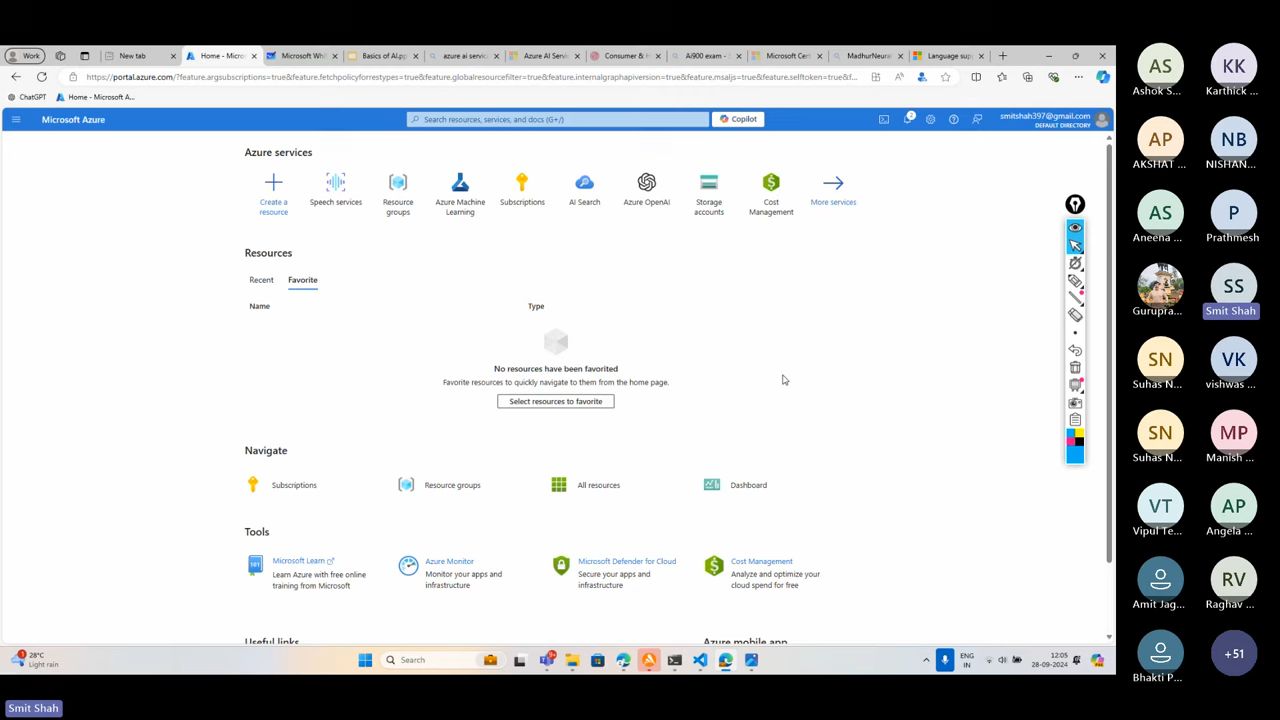 Work
New tab
Home - Micros
Microsoft Whi
Basics of AI.pp
azure ai servic
Azure AI Servi
Consumer & H
Ai900 exam -
Microsoft Cert
MadhurNeura
Language sup
https://portal.azure.com/?feature.argsubscriptions=true&feature.fetchpolicyforrestypes=true&feature.globalresourcefilter=true&feature.internalgraphapiversion=true&feature.msaljs=true&feature.selftoken=true&f...
ChatGPT
Home - Microsoft A...
Microsoft Azure
Search resources, services, and docs (G+/)
Copilot
2
smitshah397@gmail.com
DEFAULT DIRECTORY
Azure services
Create a resource
Speech services
Resource groups
Azure Machine Learning
Subscriptions
AI Search
Azure OpenAI
Storage accounts
Cost Management
More services
Resources
Recent
Favorite
Name
Type
No resources have been favorited
Favorite resources to quickly navigate to them from the home page.
Select resources to favorite
Navigate
Subscriptions
Resource groups
All resources
Dashboard
Tools
Microsoft Learn
Learn Azure with free online
training from Microsoft
Azure Monitor
Monitor your apps and
infrastructure
Microsoft Defender for Cloud
Secure your apps and
infrastructure
Cost Management
Analyze and optimize your
cloud spend for free
Useful links
Azure mobile app
28°C
Light rain
Search
ENG
IN
12:05
28-09-2024
Smit Shah
AS
Ashok S...
KK
Karthick ...
AP
AKSHAT ...
NB
NISHAN...
AS
Aneena ...
P
Prathmesh
Gurupra...
SS
Smit Shah
SN
Suhas N...
VK
vishwas ...
SN
Suhas N...
MP
Manish ...
VT
Vipul Te...
AP
Angela ...
Amit Jag...
RV
Raghav ...
Bhakti P...
+51